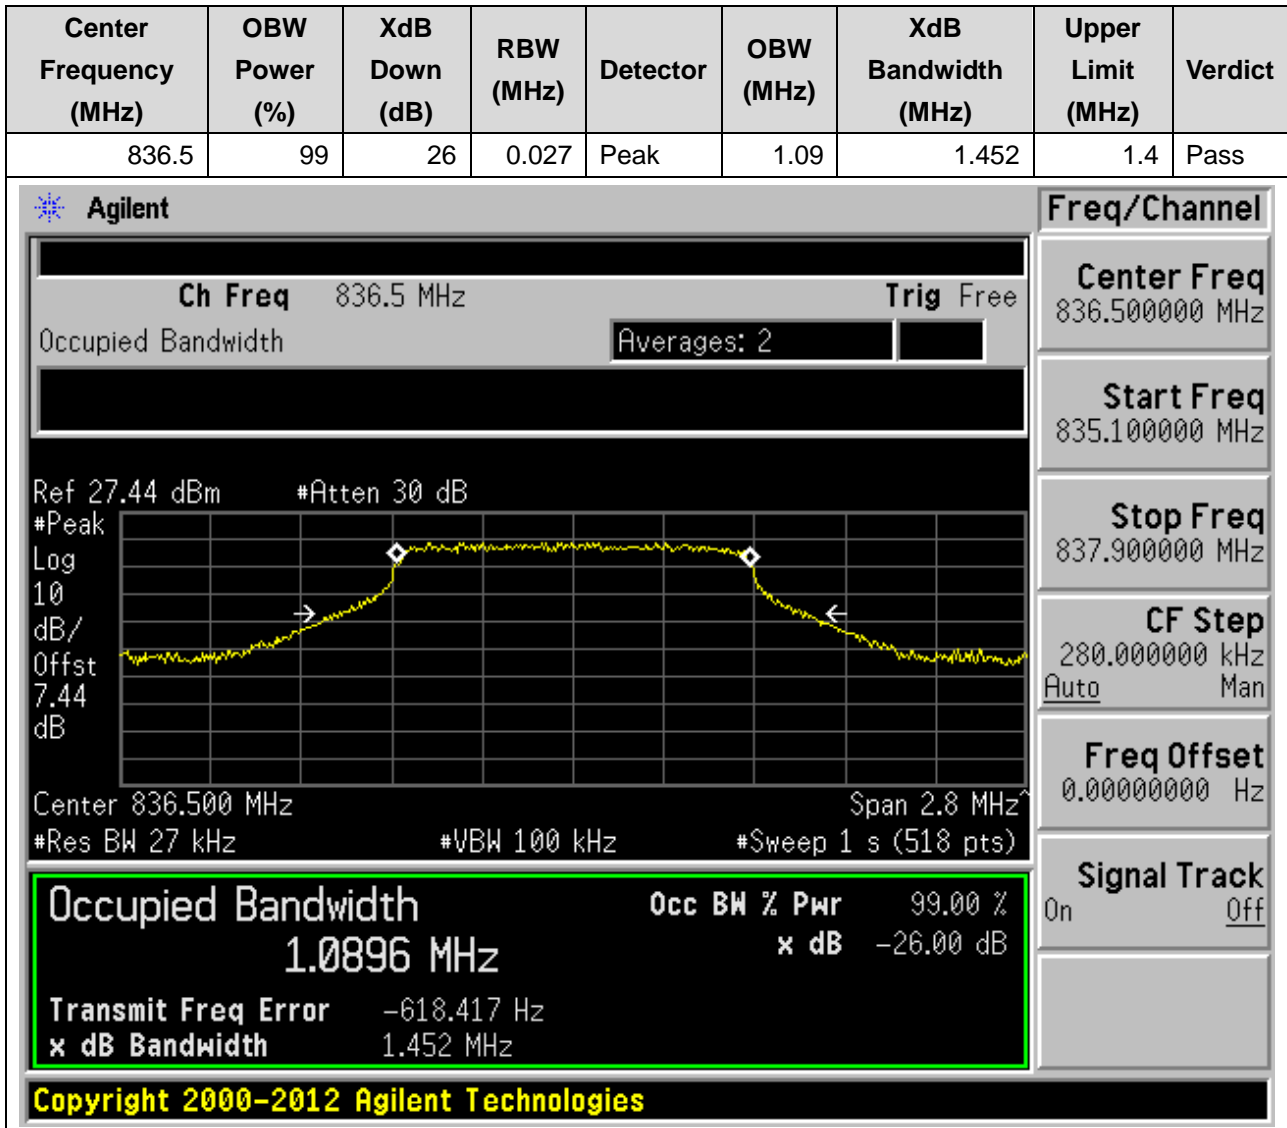 Center Frequency (MHz) OBW Power (%) XdB Down (dB) RBW (MHz) Detector OBW (MHz) XdB Bandwidth (MHz) Upper Limit (MHz) Verdict
836.5 99 26 0.027 Peak 1.09 1.452 1.4 Pass
Agilent
Freq/Channel
Ch Freq 836.5 MHz Trig Free
Occupied Bandwidth Averages: 2
Center Freq
836.500000 MHz
Start Freq
835.100000 MHz
Stop Freq
837.900000 MHz
CF Step
280.000000 kHz
Auto Man
Freq Offset
0.00000000 Hz
Signal Track
On Off
Ref 27.44 dBm #Atten 30 dB
#Peak
Log
10
dB/
Offst
7.44
dB
Center 836.500 MHz Span 2.8 MHz^
#Res BW 27 kHz #VBW 100 kHz #Sweep 1 s (518 pts)
Occupied Bandwidth Occ BW % Pwr 99.00 %
1.0896 MHz x dB -26.00 dB
Transmit Freq Error -618.417 Hz
x dB Bandwidth 1.452 MHz
Copyright 2000-2012 Agilent Technologies